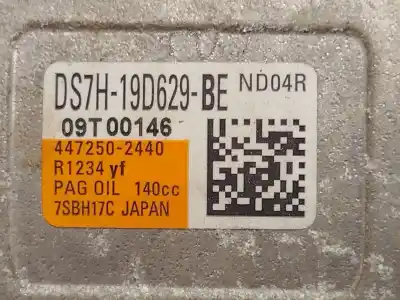 DS7H-19D629-BE ND04R
09T00146
447250-2440
R1234 yf
PAG OIL 140cc
7SBH17C JAPAN